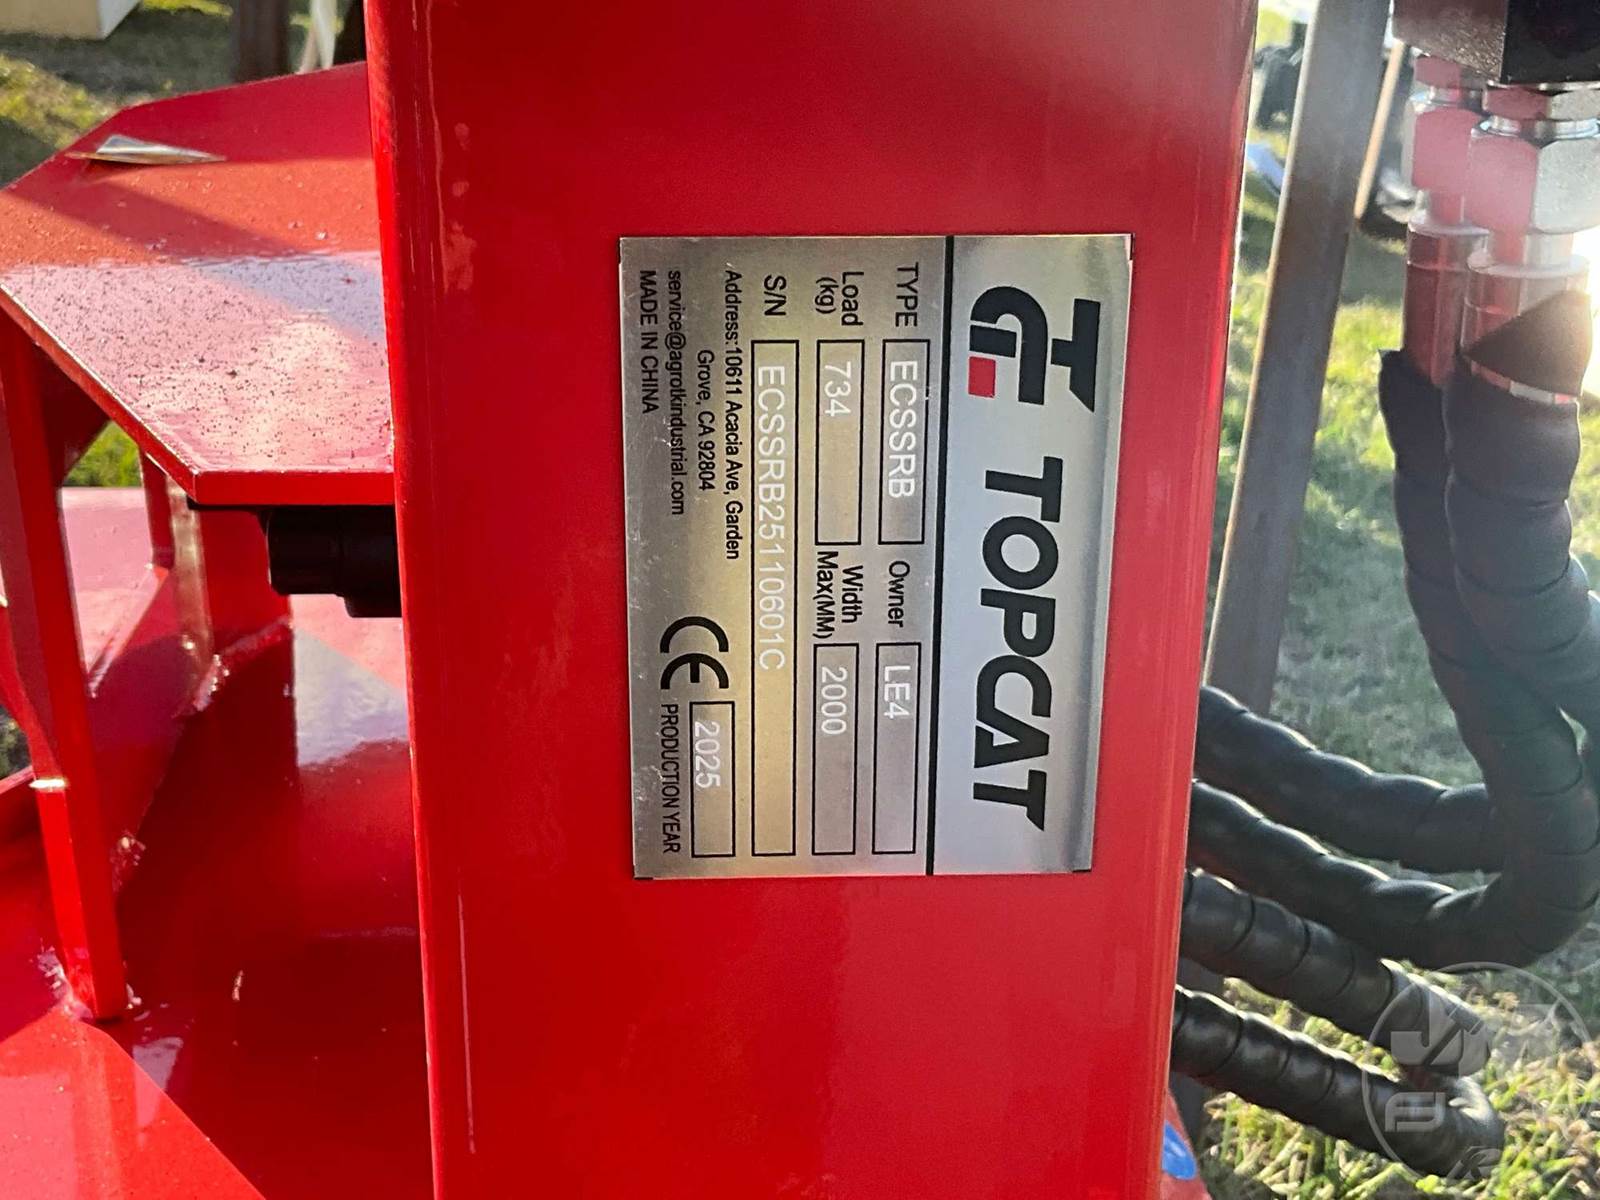 TOPCAT
TYPE ECSSRB Owner LE4
Load (kg) 734 Width Max(MM) 2000
S/N ECSSRB251106601C
Address:10611 Acacia Ave, Garden
Grove, CA 92804
service@agrotkindustrial.com
MADE IN CHINA
CE
2025
PRODUCTION YEAR